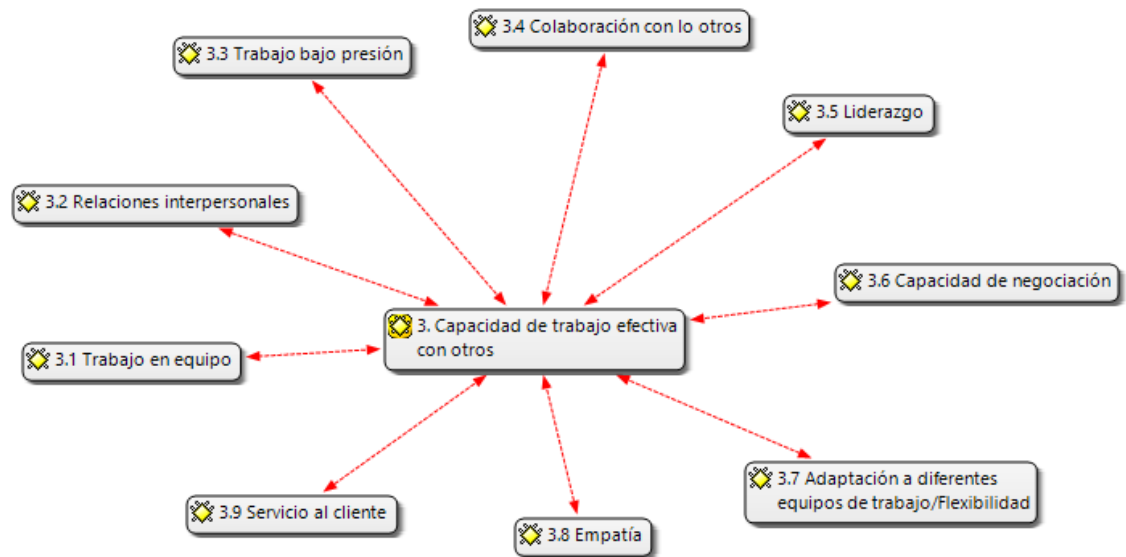 3.4 Colaboración con lo otros
3.3 Trabajo bajo presión
3.5 Liderazgo
3.2 Relaciones interpersonales
3.6 Capacidad de negociación
3. Capacidad de trabajo efectiva
con otros
3.1 Trabajo en equipo
3.7 Adaptación a diferentes
equipos de trabajo/Flexibilidad
3.9 Servicio al cliente
3.8 Empatía